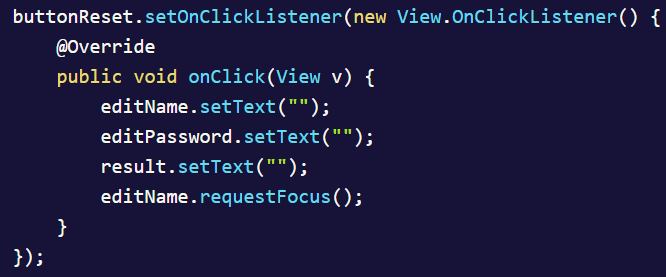 buttonReset.setOnClickListener(new View.OnClickListener() {
    @Override
    public void onClick(View v) {
        editName.setText("");
        editPassword.setText("");
        result.setText("");
        editName.requestFocus();
    }
});